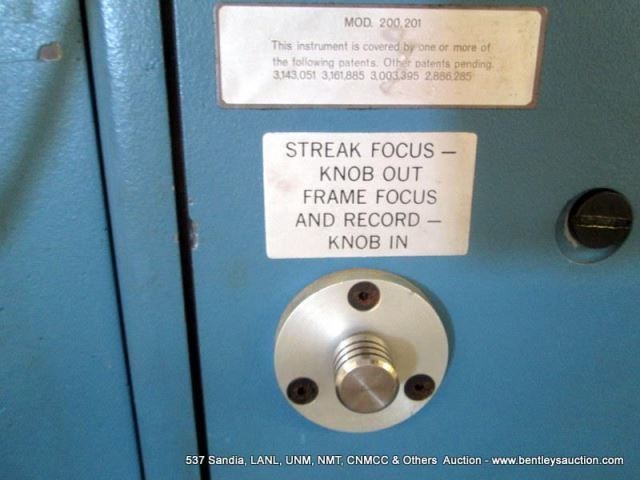 MOD. 200,201
This instrument is covered by one or more of
the following patents. Other patents pending.
3,143,051 3,161,885 3,003,395 2,886,285
STREAK FOCUS —
KNOB OUT
FRAME FOCUS
AND RECORD —
KNOB IN
537 Sandia, LANL, UNM, NMT, CNMCC & Others Auction - www.bentleysauction.com